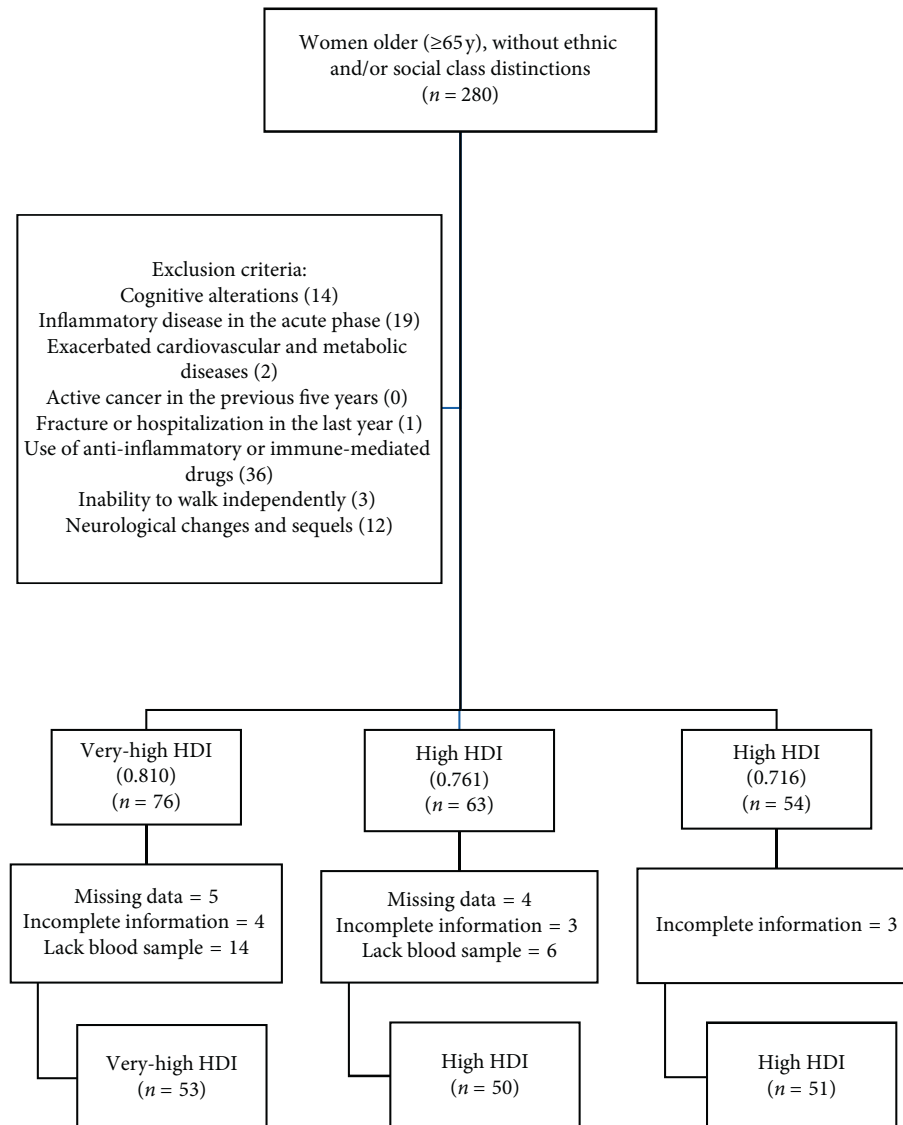 Women older (≥65 y), without ethnic
and/or social class distinctions
(n = 280)
Exclusion criteria:
Cognitive alterations (14)
Inflammatory disease in the acute phase (19)
Exacerbated cardiovascular and metabolic
diseases (2)
Active cancer in the previous five years (0)
Fracture or hospitalization in the last year (1)
Use of anti-inflammatory or immune-mediated
drugs (36)
Inability to walk independently (3)
Neurological changes and sequels (12)
Very-high HDI
(0.810)
(n = 76)
High HDI
(0.761)
(n = 63)
High HDI
(0.716)
(n = 54)
Missing data = 5
Incomplete information = 4
Lack blood sample = 14
Missing data = 4
Incomplete information = 3
Lack blood sample = 6
Incomplete information = 3
Very-high HDI
(n = 53)
High HDI
(n = 50)
High HDI
(n = 51)